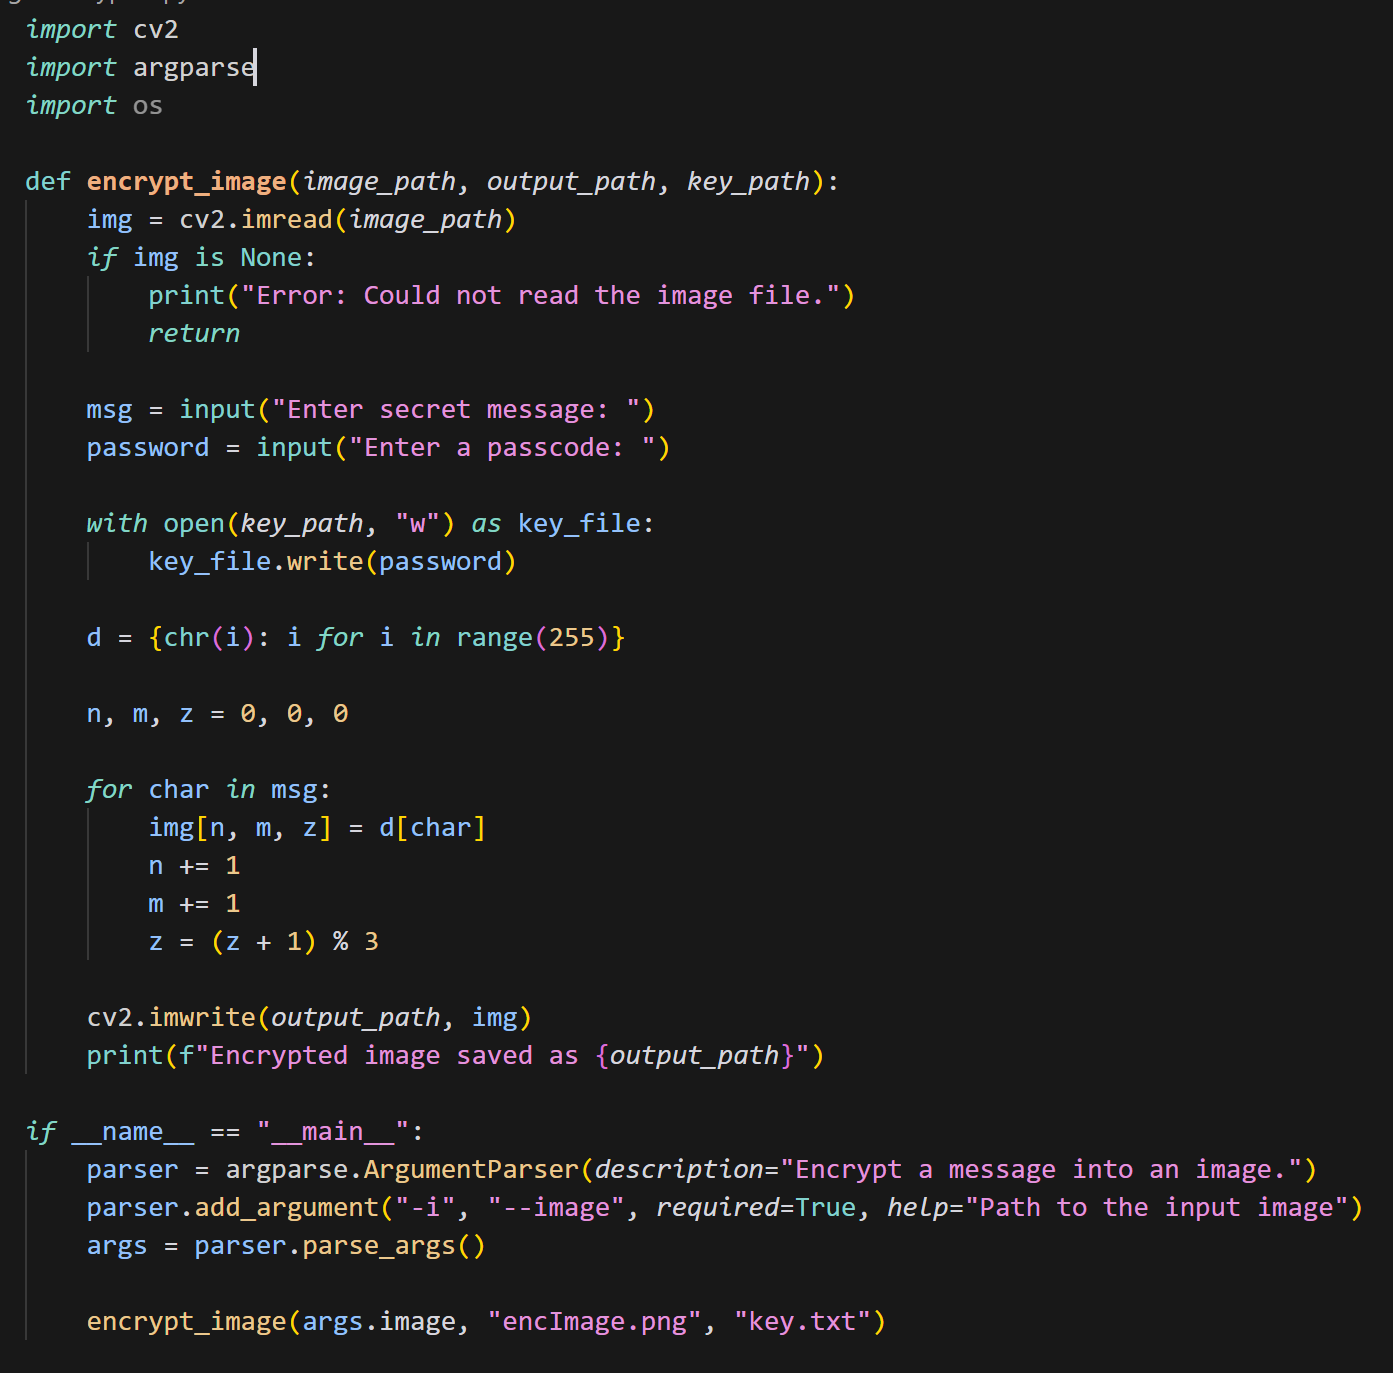 import cv2
import argparse
import os
def encrypt_image(image_path, output_path, key_path):
    img = cv2.imread(image_path)
    if img is None:
        print("Error: Could not read the image file.")
        return
    msg = input("Enter secret message: ")
    password = input("Enter a passcode: ")
    with open(key_path, "w") as key_file:
        key_file.write(password)
    d = {chr(i): i for i in range(255)}
    n, m, z = 0, 0, 0
    for char in msg:
        img[n, m, z] = d[char]
        n += 1
        m += 1
        z = (z + 1) % 3
    cv2.imwrite(output_path, img)
    print(f"Encrypted image saved as {output_path}")
if __name__ == "__main__":
    parser = argparse.ArgumentParser(description="Encrypt a message into an image.")
    parser.add_argument("-i", "--image", required=True, help="Path to the input image")
    args = parser.parse_args()
    encrypt_image(args.image, "encImage.png", "key.txt")